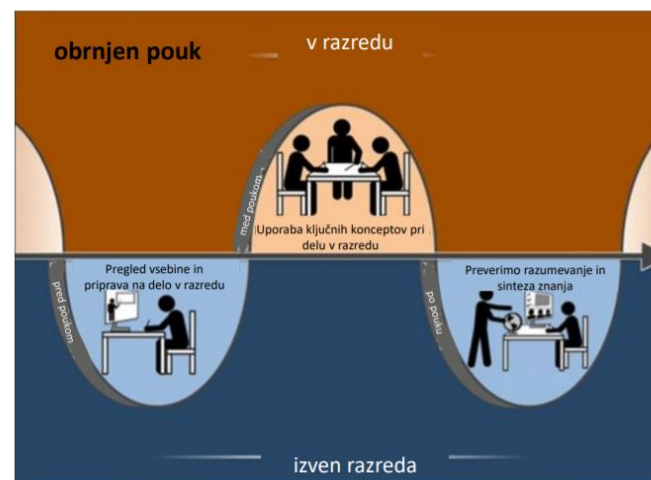 obrnjen pouk
v razredu
med poukom
Uporaba ključnih konceptov pri
delu v razredu
pred poukom
Pregled vsebine in
priprava na delo v razredu
po pouku
Preverimo razumevanje in
sinteza znanja
izven razreda